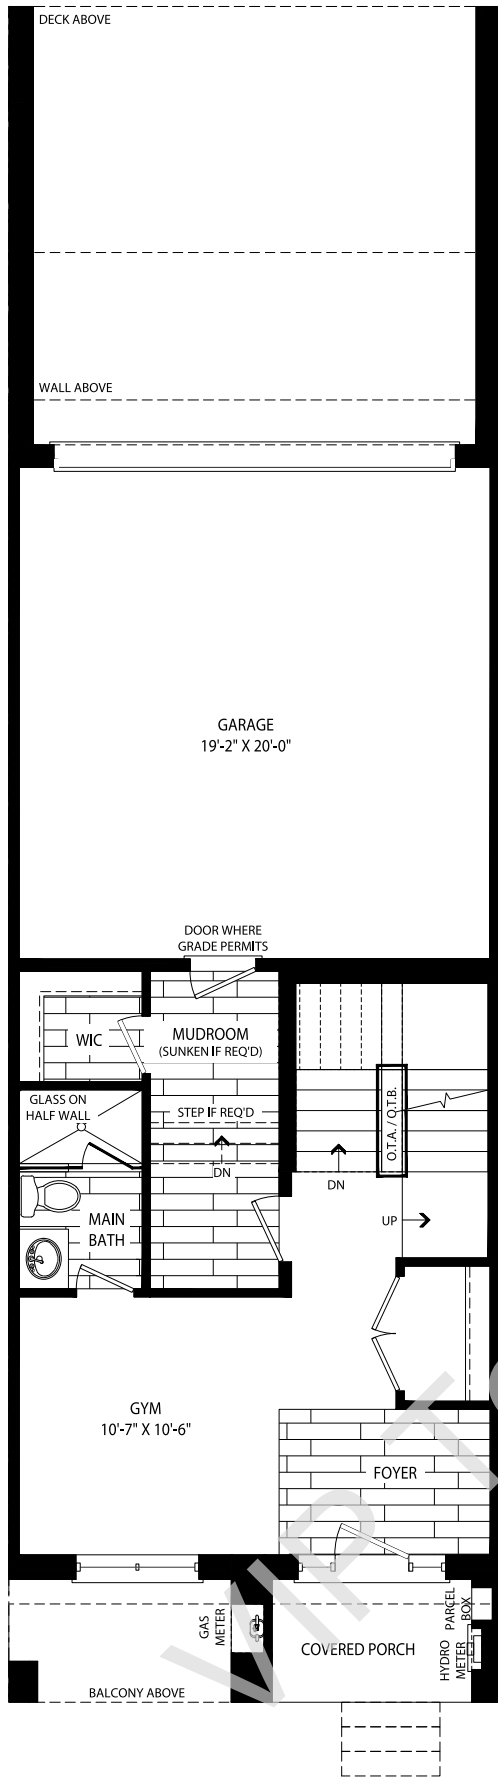 DECK ABOVE
WALL ABOVE
GARAGE
19'-2" X 20'-0"
DOOR WHERE
GRADE PERMITS
WIC
MUDROOM
(SUNKEN IF REQ'D)
GLASS ON
HALF WALL
STEP IF REQ'D
DN
O.T.A. / O.T.B.
DN
UP
MAIN
BATH
GYM
10'-7" X 10'-6"
FOYER
GAS
METER
COVERED PORCH
PARCEL
BOX
HYDRO
METER
BALCONY ABOVE
VIP